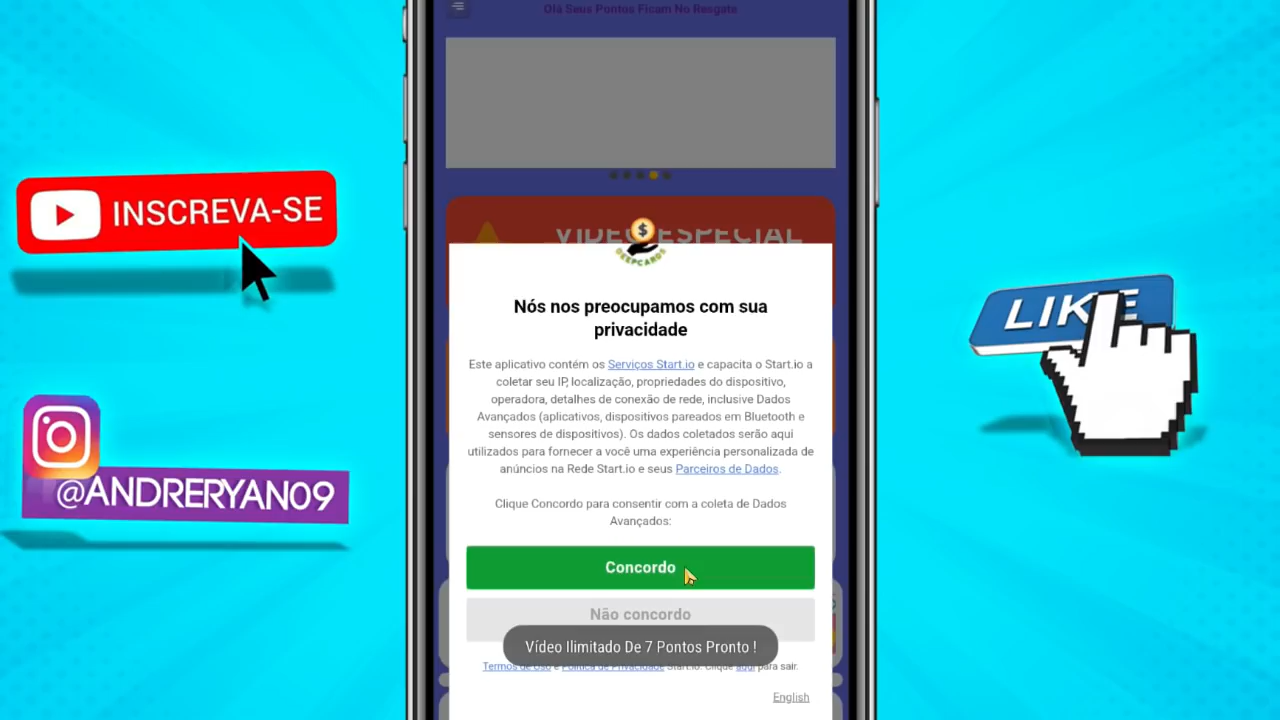 Olá Seus Pontos Ficam No Resgate
VÍDEO ESPECIAL
DEEPCARDS
Nós nos preocupamos com sua
privacidade
Este aplicativo contém os Serviços Start.io e capacita o Start.io a
coletar seu IP, localização, propriedades do dispositivo,
operadora, detalhes de conexão de rede, inclusive Dados
Avançados (aplicativos, dispositivos pareados em Bluetooth e
sensores de dispositivos). Os dados coletados serão aqui
utilizados para fornecer a você uma experiência personalizada de
anúncios na Rede Start.io e seus Parceiros de Dados.
Clique Concordo para consentir com a coleta de Dados
Avançados:
Concordo
Não concordo
Vídeo Ilimitado De 7 Pontos Pronto !
Termos de Uso e Política de Privacidade Start.io. Clique aqui para sair.
English
INSCREVA-SE
@ANDRERYAN09
LIKE